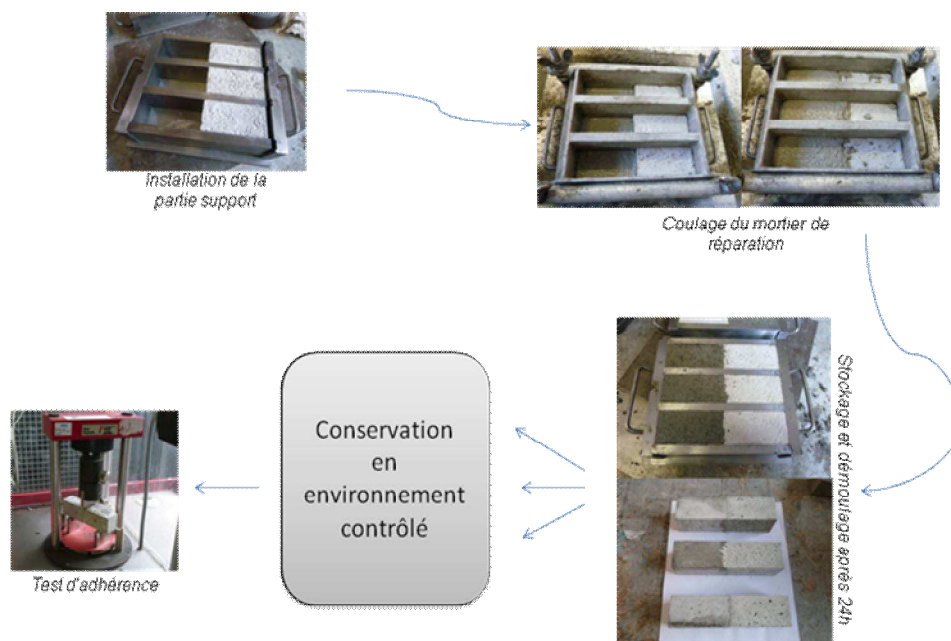 Installation de la
partie support
Coulage du mortier de
réparation
Stockage et démoulage après 24h
Conservation
en
environnement
contrôlé
Test d'adhérence